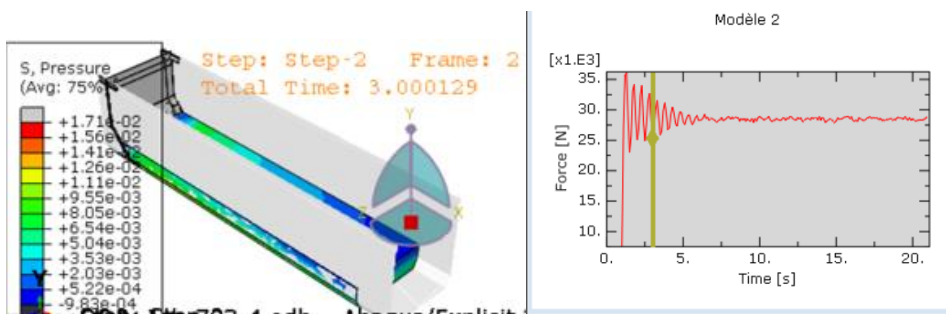 Step: Step-2 Frame: 2
Total Time: 3.000129
S, Pressure
(Avg: 75%)
+1.71e-02
+1.56e-02
+1.41e-02
+1.26e-02
+1.11e-02
+9.55e-03
+8.05e-03
+6.54e-03
+5.04e-03
+3.53e-03
+2.03e-03
+5.22e-04
-9.83e-04
Y
X
Z
Y
Abaqus/Explicit
Modèle 2
[x1.E3]
35.
30.
25.
20.
15.
10.
Force [N]
0. 5. 10. 15. 20.
Time [s]